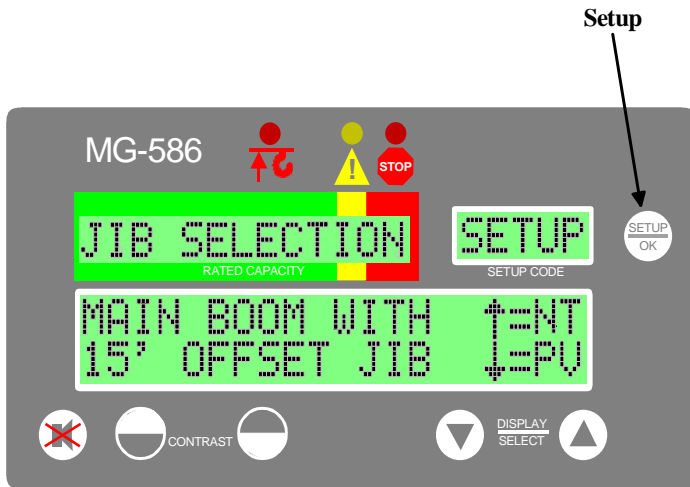 Setup
MG-586
!
STOP
JIB SELECTION
SETUP
SETUP
OK
RATED CAPACITY
SETUP CODE
MAIN BOOM WITH ↑=NT
15' OFFSET JIB ↓=PV
CONTRAST
DISPLAY
SELECT